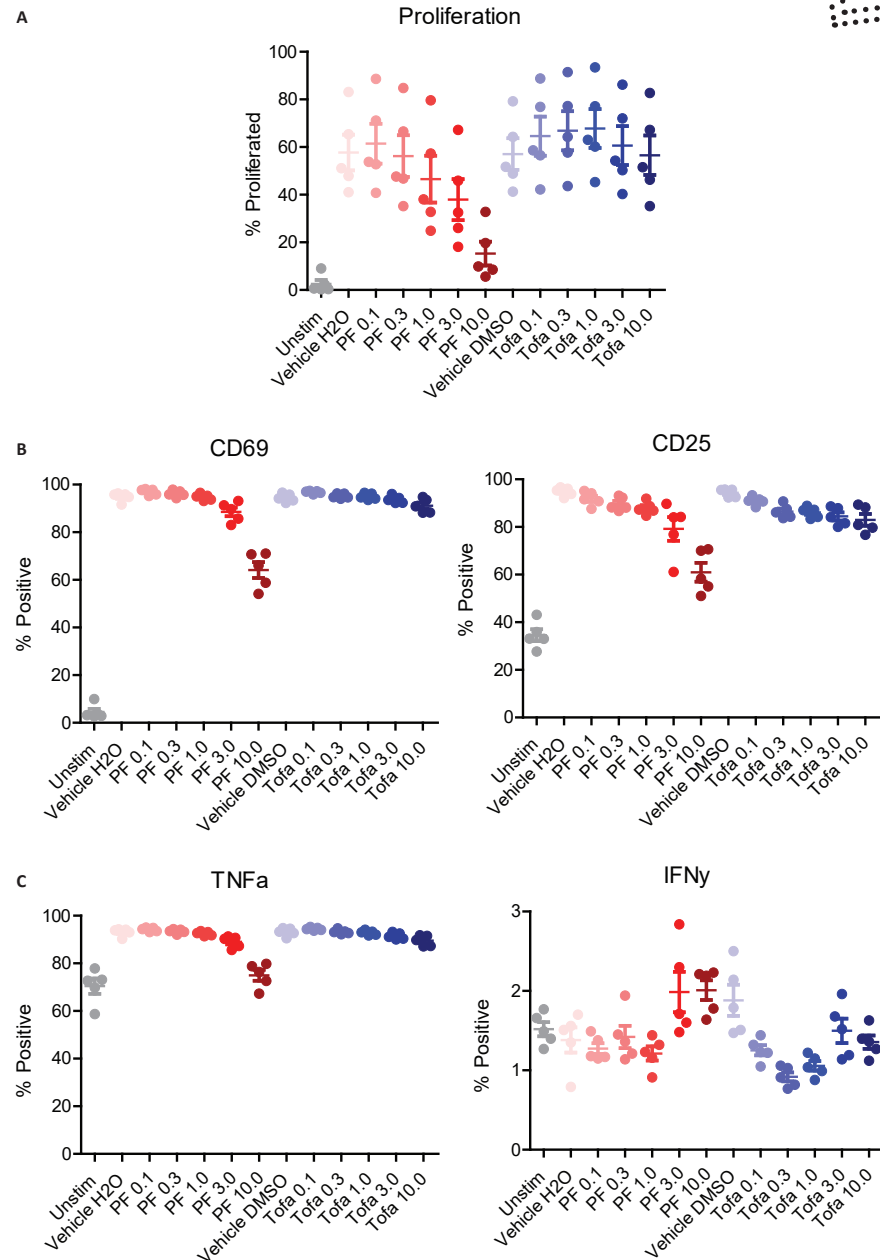 A
Proliferation
100
80
60
40
20
0
% Proliferated
Unstim
Vehicle H2O
PF 0.1
PF 0.3
PF 1.0
PF 3.0
PF 10.0
Vehicle DMSO
Tofa 0.1
Tofa 0.3
Tofa 1.0
Tofa 3.0
Tofa 10.0
B
CD69
100
80
60
40
20
0
% Positive
Unstim
Vehicle H2O
PF 0.1
PF 0.3
PF 1.0
PF 3.0
PF 10.0
Vehicle DMSO
Tofa 0.1
Tofa 0.3
Tofa 1.0
Tofa 3.0
Tofa 10.0
CD25
100
80
60
40
20
0
% Positive
Unstim
Vehicle H2O
PF 0.1
PF 0.3
PF 1.0
PF 3.0
PF 10.0
Vehicle DMSO
Tofa 0.1
Tofa 0.3
Tofa 1.0
Tofa 3.0
Tofa 10.0
C
TNFa
100
80
60
40
20
0
% Positive
Unstim
Vehicle H2O
PF 0.1
PF 0.3
PF 1.0
PF 3.0
PF 10.0
Vehicle DMSO
Tofa 0.1
Tofa 0.3
Tofa 1.0
Tofa 3.0
Tofa 10.0
IFNy
3
2
1
0
% Positive
Unstim
Vehicle H2O
PF 0.1
PF 0.3
PF 1.0
PF 3.0
PF 10.0
Vehicle DMSO
Tofa 0.1
Tofa 0.3
Tofa 1.0
Tofa 3.0
Tofa 10.0